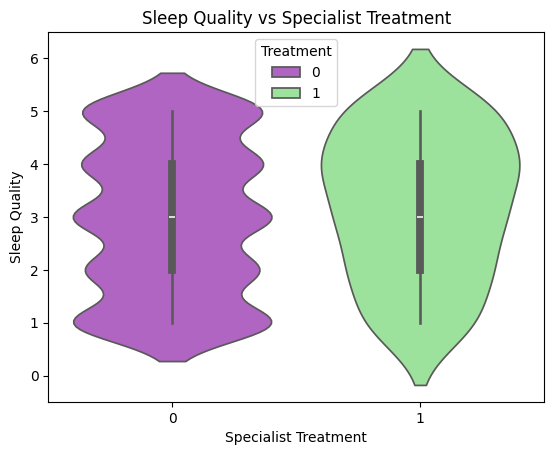 Sleep Quality vs Specialist Treatment
Treatment
0
1
Sleep Quality
6
5
4
3
2
1
0
0
1
Specialist Treatment